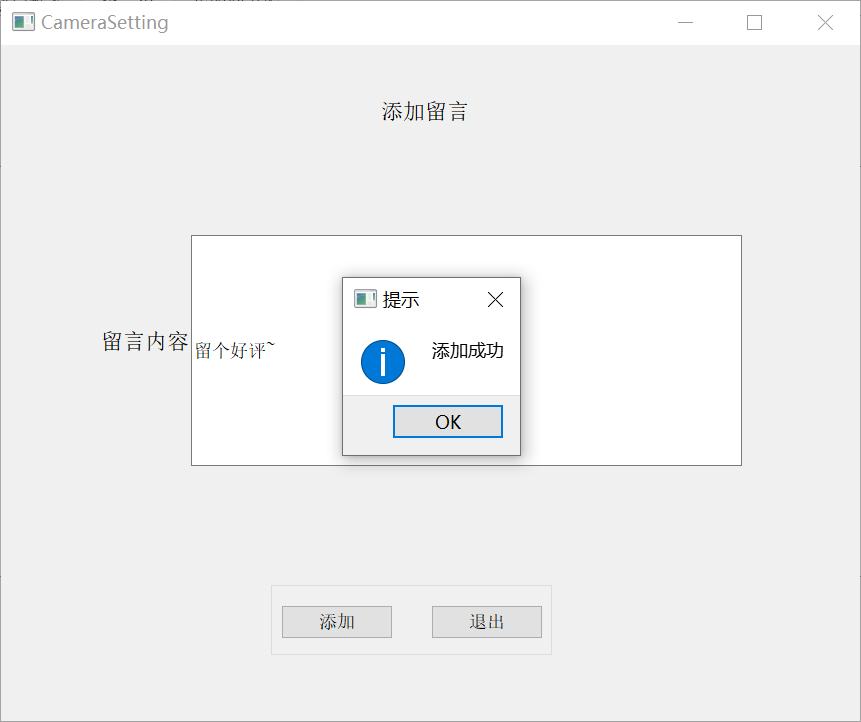 CameraSetting
添加留言
提示
添加成功
OK
留言内容
留个好评~
添加
退出